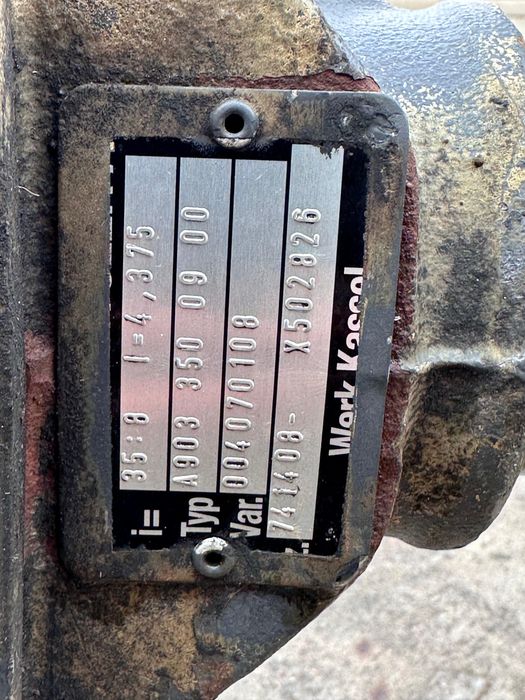 i= 35:8 I=4,375
Typ A903 350 09 00
Var. 004070108
741408- X502826
Werk Kassel